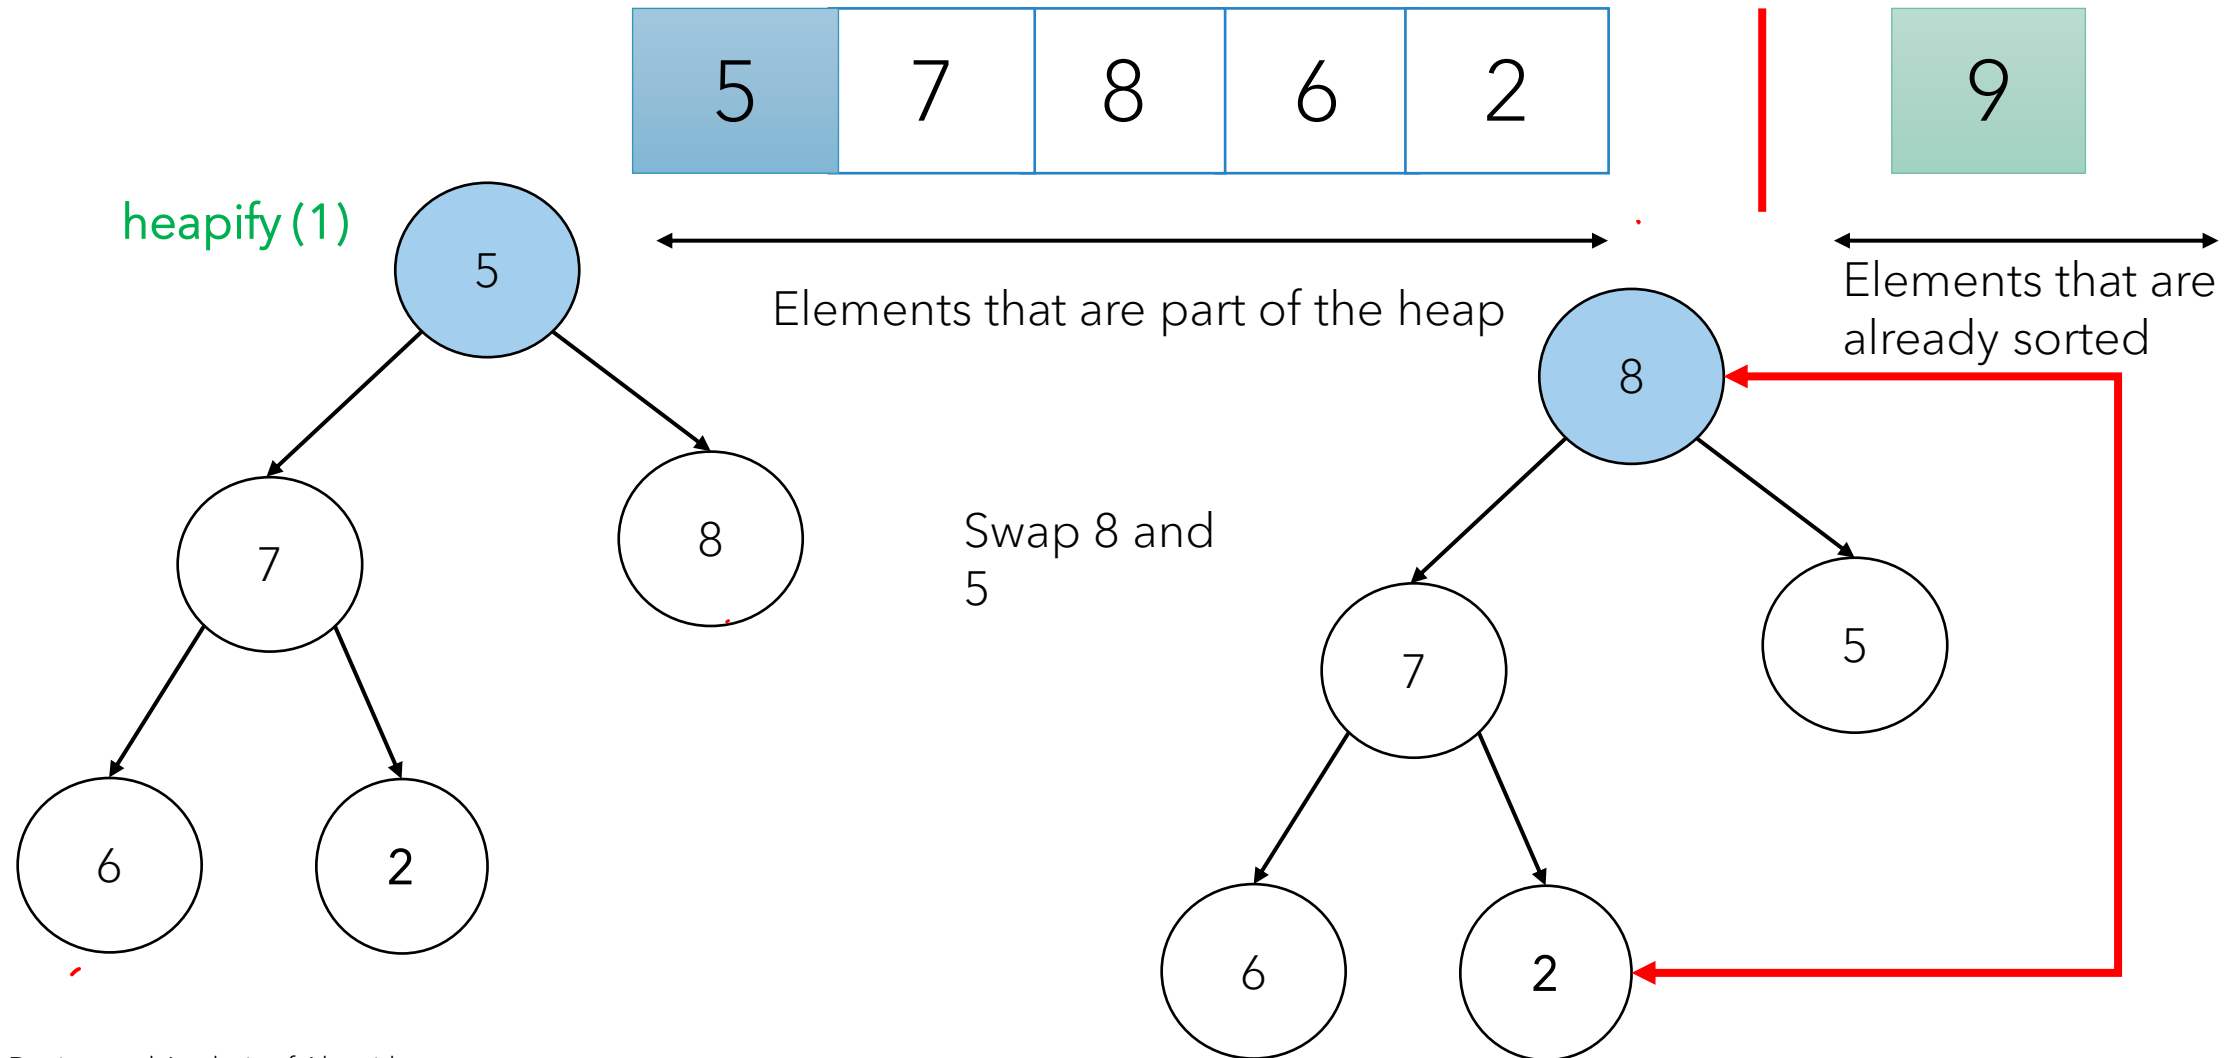 5 7 8 6 2 9
heapify (1)
5
Elements that are part of the heap
Elements that are
already sorted
8
7
8
Swap 8 and
5
7
5
6
2
6
2